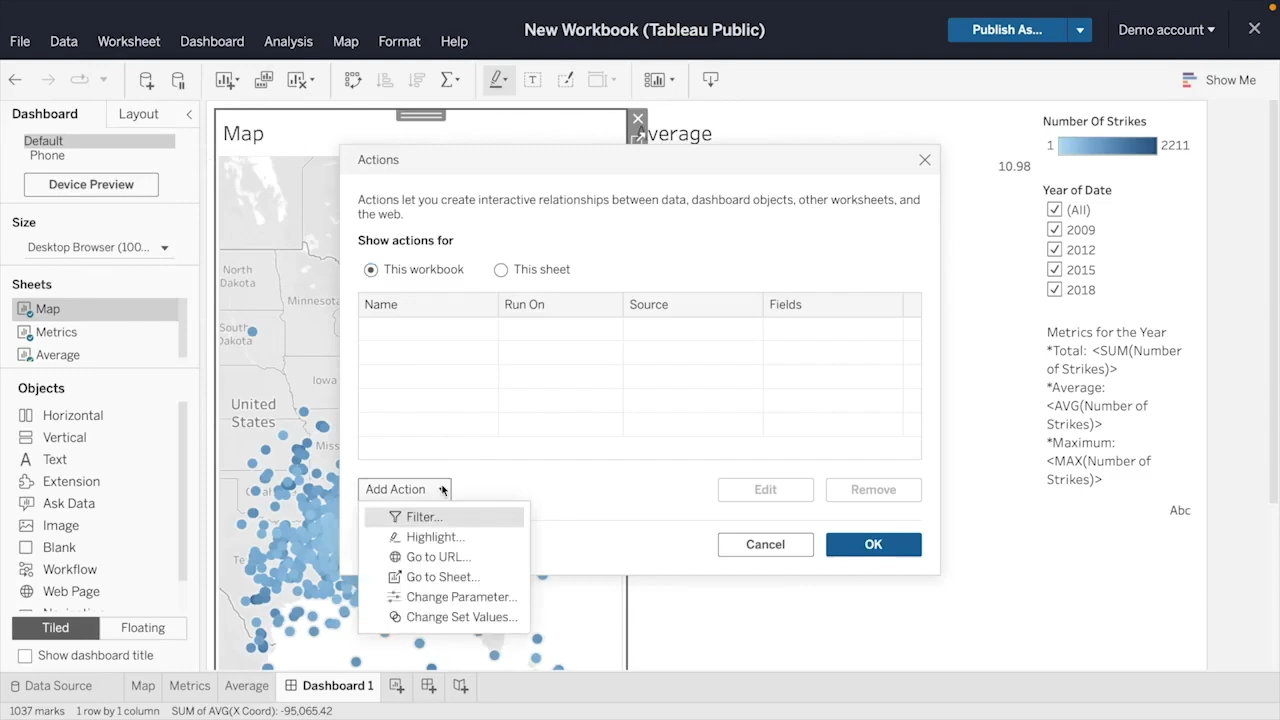 New Workbook (Tableau Public)
Publish As...
Demo account
File
Data
Worksheet
Dashboard
Analysis
Map
Format
Help
Show Me
Dashboard
Layout
Default
Phone
Device Preview
Size
Desktop Browser (100...
Sheets
Map
Metrics
Average
Objects
Horizontal
Vertical
Text
Extension
Ask Data
Image
Blank
Workflow
Web Page
Tiled
Floating
Show dashboard title
Map
North
Dakota
Minnesota
South
Dakota
Iowa
United
States
Average
10.98
Actions
Actions let you create interactive relationships between data, dashboard objects, other worksheets, and
the web.
Show actions for
This workbook
This sheet
Name
Run On
Source
Fields
Add Action
Edit
Remove
Filter...
Highlight...
Go to URL...
Go to Sheet...
Change Parameter...
Change Set Values...
Cancel
OK
Number Of Strikes
1
2211
Year of Date
(All)
2009
2012
2015
2018
Metrics for the Year
*Total: <SUM(Number
of Strikes)>
*Average:
<AVG(Number of
Strikes)>
*Maximum:
<MAX(Number of
Strikes)>
Abc
Data Source
Map
Metrics
Average
Dashboard 1
1037 marks
1 row by 1 column
SUM of AVG(X Coord): -95,065.42